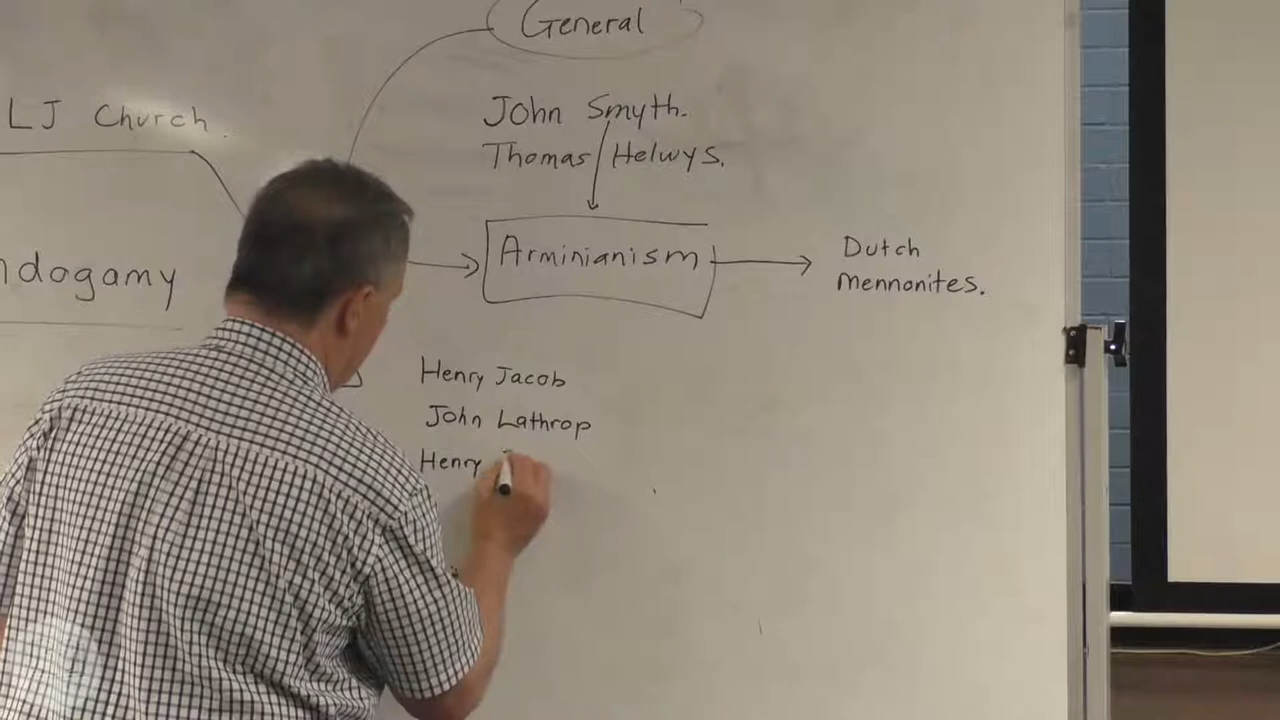 General
LJ Church.
John Smyth.
Thomas Helwys.
Arminianism
Dutch
mennonites.
ndogamy
Henry Jacob
John Lathrop
Henry